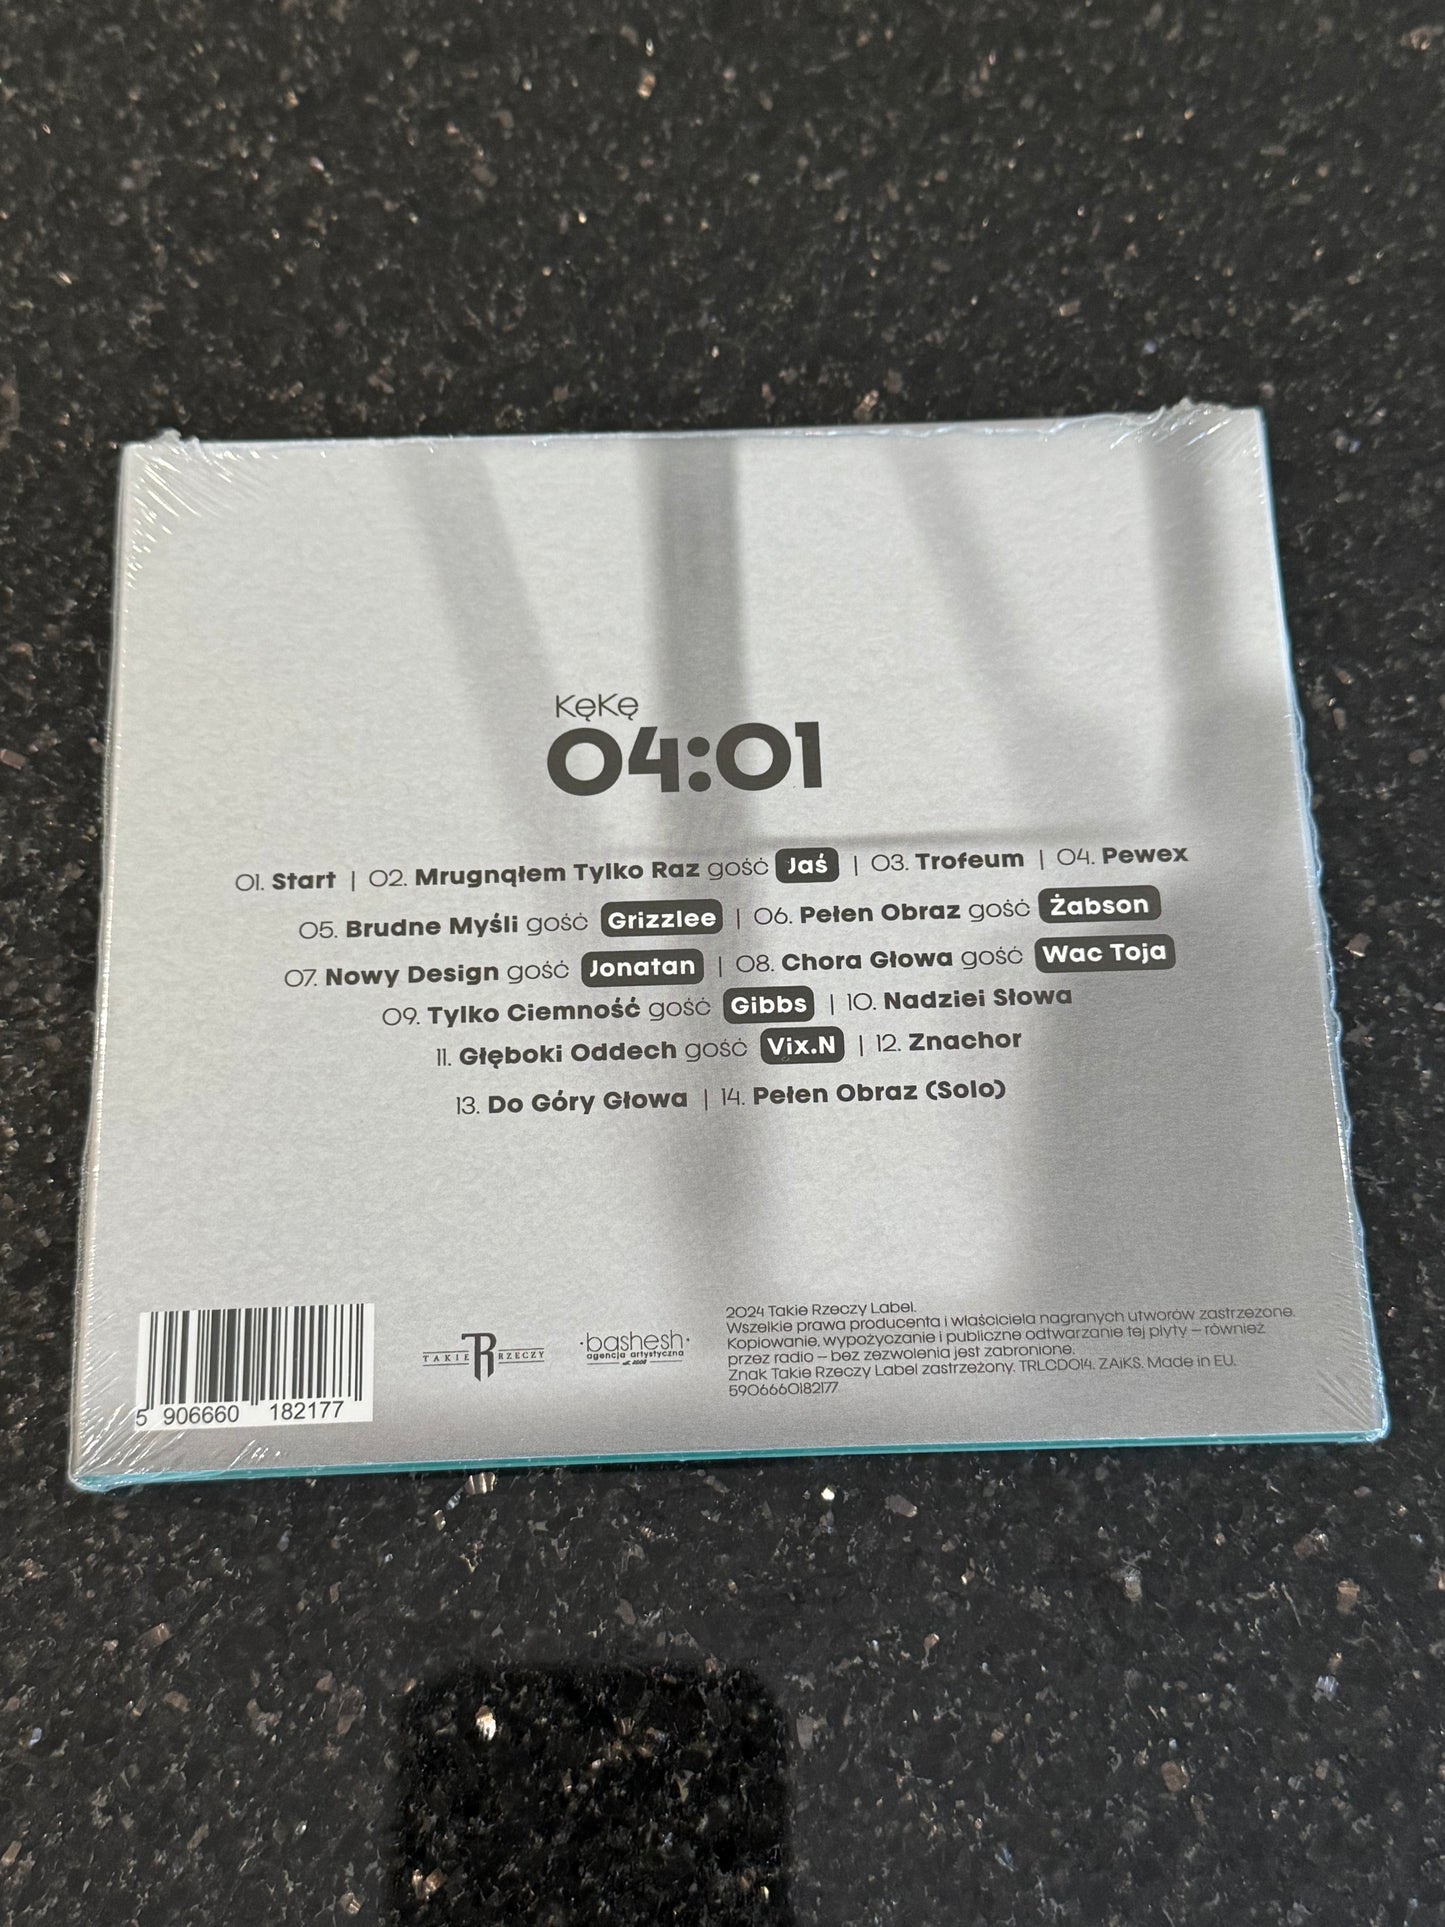 KęKę
04:01
01. Start | 02. Mrugnąłem Tylko Raz gość Jaś | 03. Trofeum | 04. Pewex
05. Brudne Myśli gość Grizzlee | 06. Pełen Obraz gość Żabson
07. Nowy Design gość Jonatan | 08. Chora Głowa gość Wac Toja
09. Tylko Ciemność gość Gibbs | 10. Nadziei Słowa
11. Głęboki Oddech gość Vix.N | 12. Znachor
13. Do Góry Głowa | 14. Pełen Obraz (Solo)
5 906660 182177
TAKIE TR RZECZY
·bashesh·
agencja artystyczna
2024 Takie Rzeczy Label.
Wszelkie prawa producenta i właściciela nagranych utworów zastrzeżone.
Kopiowanie, wypożyczanie i publiczne odtwarzanie tej płyty – również
przez radio – bez zezwolenia jest zabronione.
Znak Takie Rzeczy Label zastrzeżony. TRLCD014. ZAiKS. Made in EU.
5906660182177